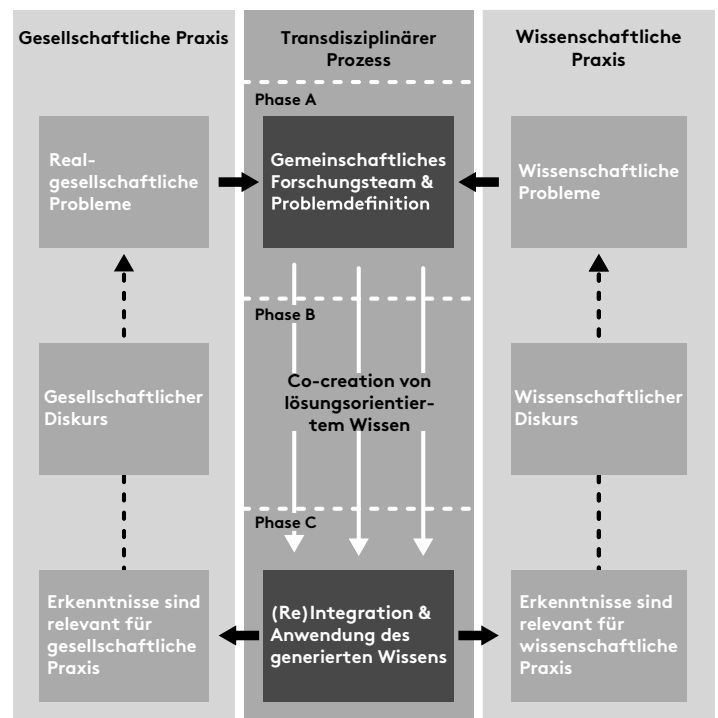 Gesellschaftliche Praxis
Transdisziplinärer
Prozess
Wissenschaftliche
Praxis
Phase A
Real-
gesellschaftliche
Probleme
Gemeinschaftliches
Forschungsteam &
Problemdefinition
Wissenschaftliche
Probleme
Phase B
Gesellschaftlicher
Diskurs
Co-creation von
lösungsorientier-
tem Wissen
Wissenschaftlicher
Diskurs
Phase C
Erkenntnisse sind
relevant für
gesellschaftliche
Praxis
(Re)Integration &
Anwendung des
generierten Wissens
Erkenntnisse sind
relevant für
wissenschaftliche
Praxis